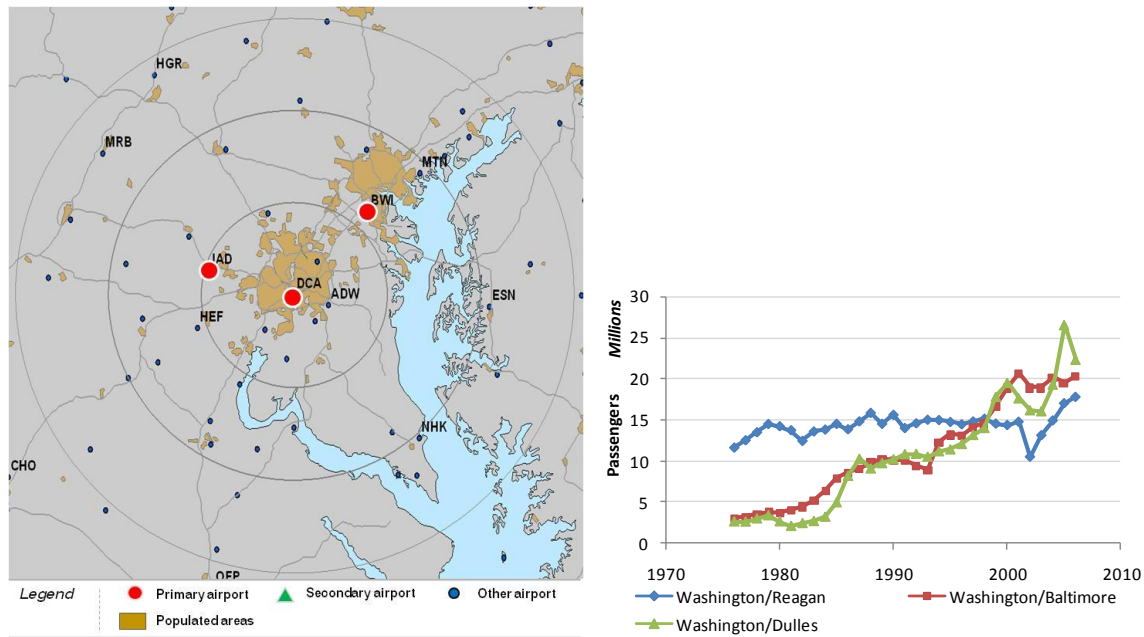 HGR
MRB
MTN
BWI
IAD
DCA
ADW
ESN
HEF
NHK
CHO
OFP
Legend
Primary airport
Secondary airport
Other airport
Populated areas
Passengers Millions
30
25
20
15
10
5
0
1970 1980 1990 2000 2010
Washington/Reagan
Washington/Baltimore
Washington/Dulles